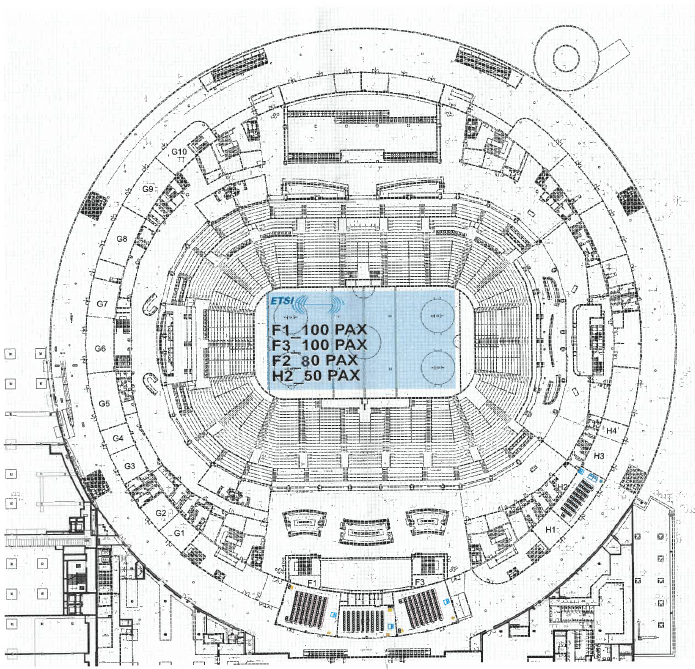 G10
G9
G8
G7
G6
G5
G4
G3
G2
G1
ETSI
F1_100 PAX
F3_100 PAX
F2_80 PAX
H2_50 PAX
H4
H3
H2
H1
F1
F3